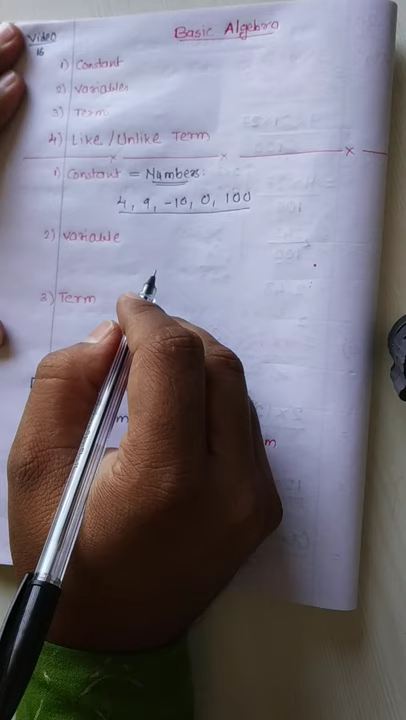 Video
16
Basic Algebra
1) Constant
2) Variables
3) Term
4) Like / Unlike Term
1) Constant = Numbers:
4, 9, -10, 0, 100
2) Variable
3) Term